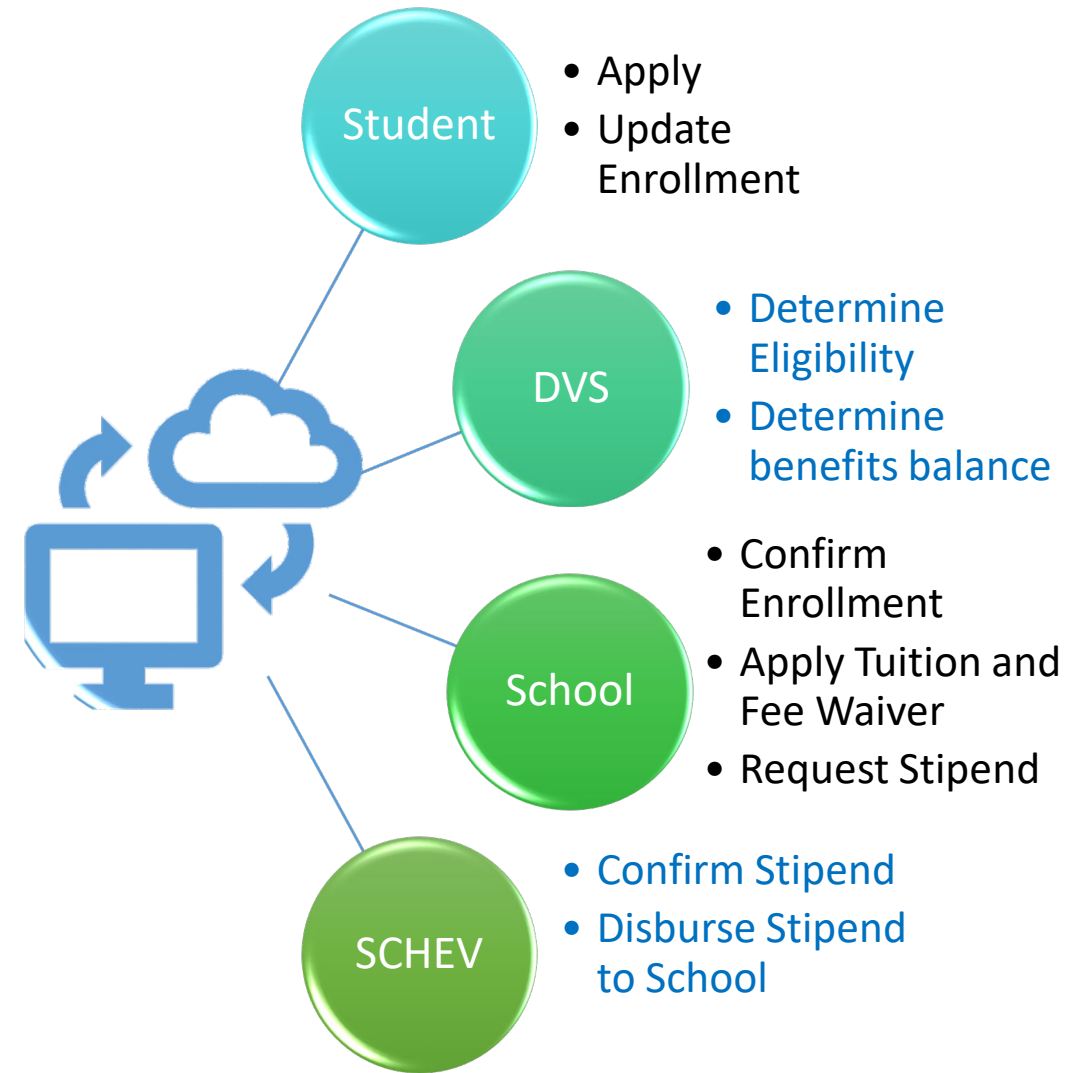 Student
• Apply
• Update
Enrollment
DVS
• Determine
Eligibility
• Determine
benefits balance
School
• Confirm
Enrollment
• Apply Tuition and
Fee Waiver
• Request Stipend
SCHEV
• Confirm Stipend
• Disburse Stipend
to School